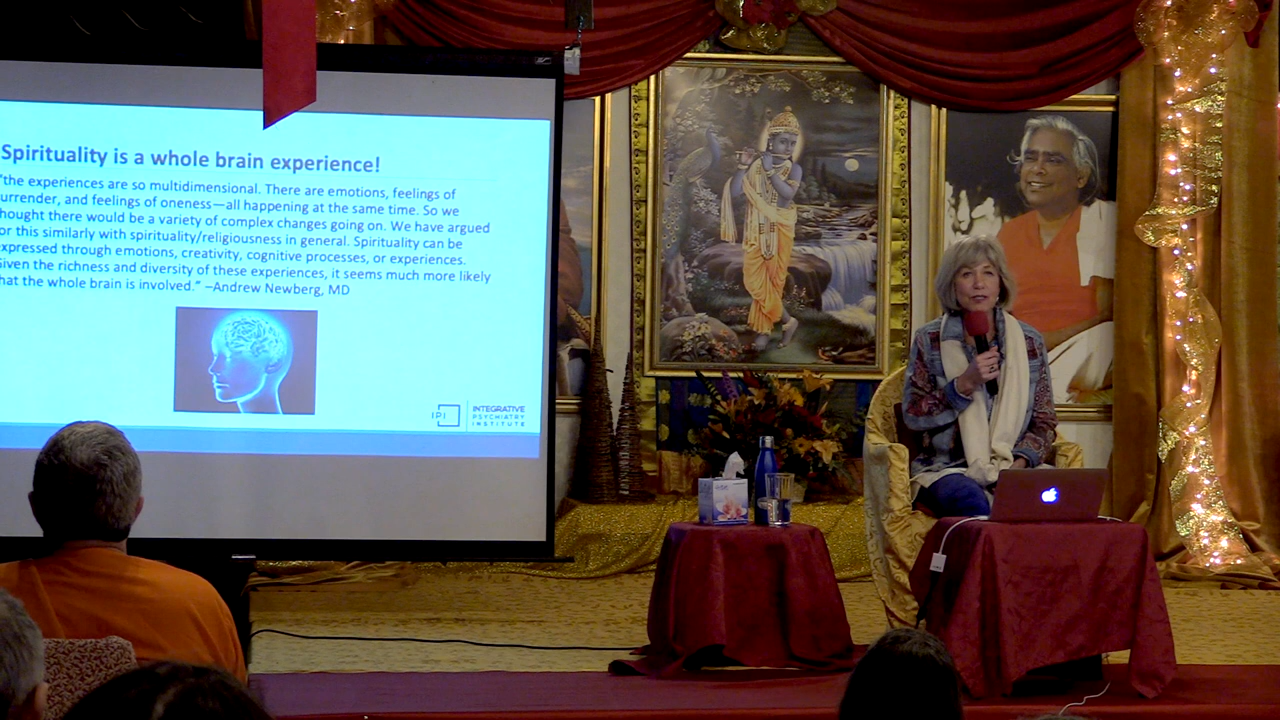 Spirituality is a whole brain experience!
"the experiences are so multidimensional. There are emotions, feelings of
urrender, and feelings of oneness—all happening at the same time. So we
hought there would be a variety of complex changes going on. We have argued
or this similarly with spirituality/religiousness in general. Spirituality can be
expressed through emotions, creativity, cognitive processes, or experiences.
Given the richness and diversity of these experiences, it seems much more likely
hat the whole brain is involved." –Andrew Newberg, MD
IPI
INTEGRATIVE
PSYCHIATRY
INSTITUTE